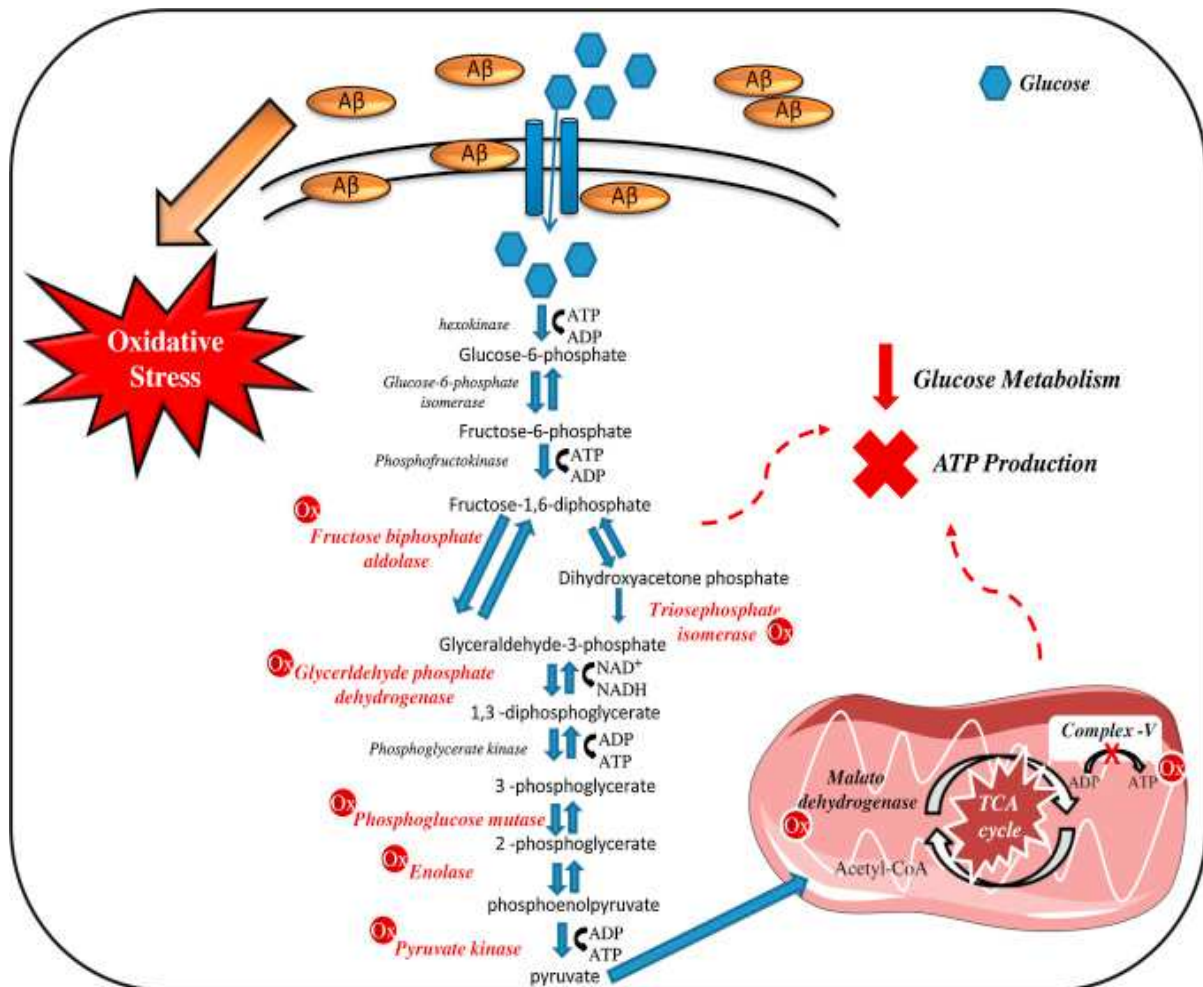 Aβ
Aβ
Aβ
Aβ
Glucose
Aβ
Aβ
Aβ
Oxidative
Stress
hexokinase
ATP
ADP
Glucose-6-phosphate
Glucose-6-phosphate
isomerase
Fructose-6-phosphate
Phosphofructokinase
ATP
ADP
Fructose-1,6-diphosphate
Ox
Fructose biphosphate
aldolase
Dihydroxyacetone phosphate
Triosephosphate
isomerase
Ox
Glyceraldehyde-3-phosphate
Ox
Glycerldehyde phosphate
dehydrogenase
NAD⁺
NADH
1,3 -diphosphoglycerate
Phosphoglycerate kinase
ADP
ATP
3 -phosphoglycerate
Ox
Phosphoglucose mutase
2 -phosphoglycerate
Ox
Enolase
phosphoenolpyruvate
Ox
Pyruvate kinase
ADP
ATP
pyruvate
Glucose Metabolism
ATP Production
Complex -V
ADP
X
ATP
Ox
Malato
dehydrogenase
Ox
TCA
cycle
Acetyl-CoA